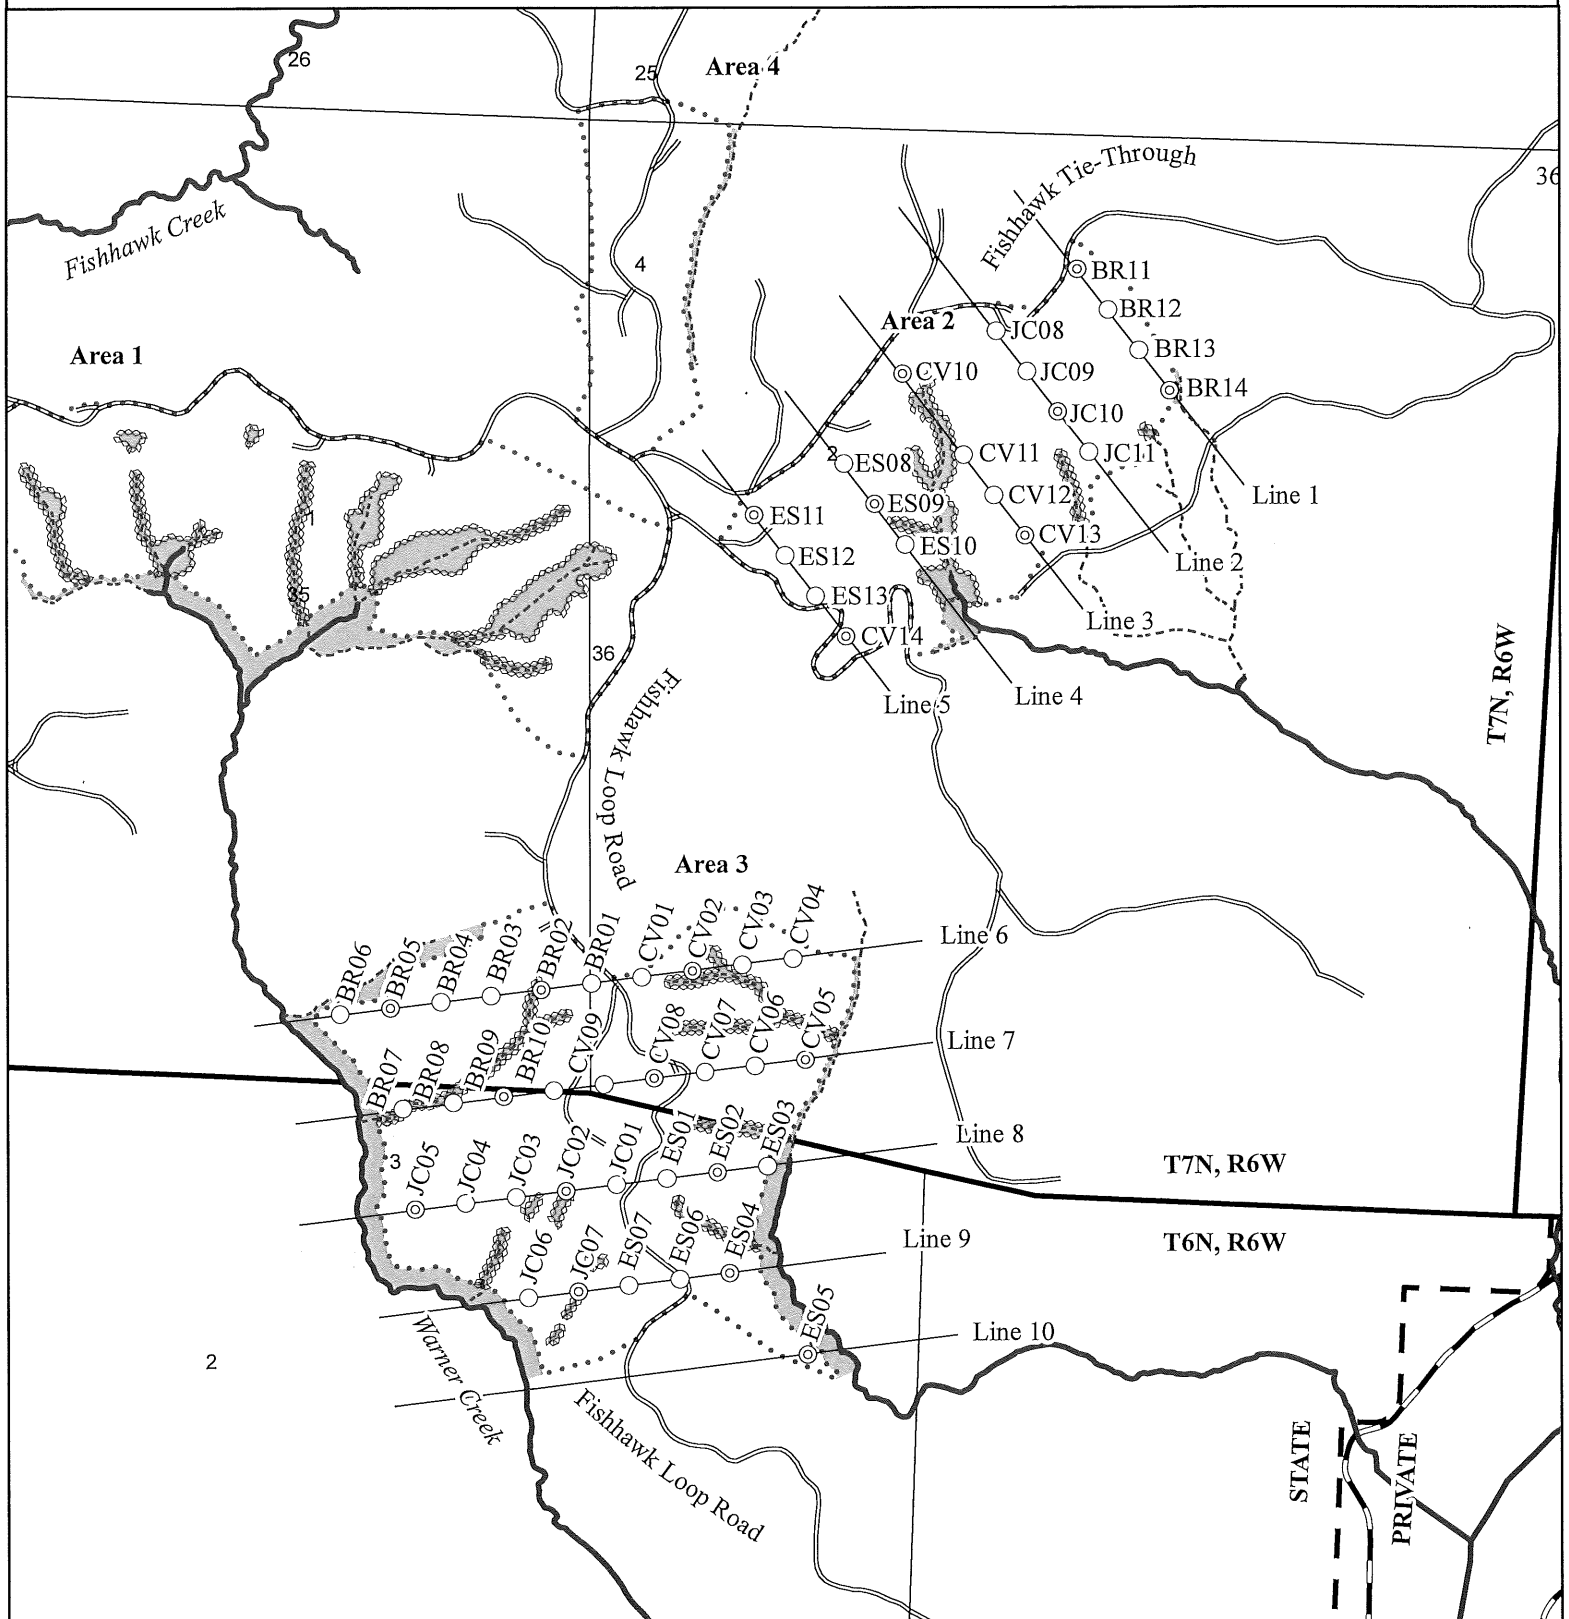 26
25
Area 4
36
Fishhawk Tie-Through
Fishhawk Creek
4
BR11
BR12
Area 2
JC08
Area 1
BR13
CV10
JC09
BR14
JC10
CV11
JC11
2
ES08
CV12
Line 1
ES09
ES11
1
CV13
ES10
ES12
Line 2
ES13
35
Line 3
CV14
36
T7N, R6W
Line 4
Line 5
Fishhawk Loop Road
Area 3
BR06
BR05
BR04
BR03
BR02
BR01
CV01
CV02
CV03
CV04
Line 6
BR07
BR08
BR09
BR10
CV09
CV08
CV07
CV06
CV05
Line 7
3
JC05
JC04
JC03
JC02
JC01
ES01
ES02
ES03
Line 8
T7N, R6W
T6N, R6W
JC06
JC07
ES07
ES06
ES04
Line 9
ES05
Line 10
Warner Creek
2
Fishhawk Loop Road
STATE
PRIVATE